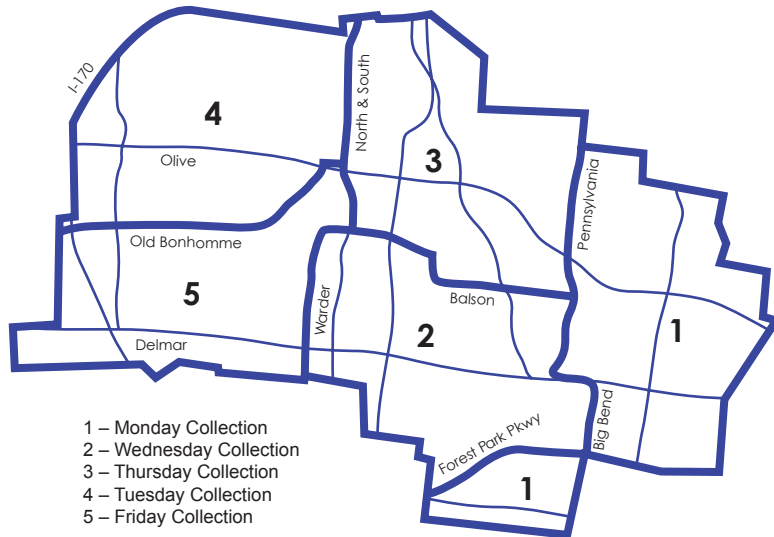 I-170
North & South
4
3
Olive
Pennsylvania
Old Bonhomme
5
Balson
Warder
2
1
Delmar
Big Bend
Forest Park Pkwy
1
1 – Monday Collection
2 – Wednesday Collection
3 – Thursday Collection
4 – Tuesday Collection
5 – Friday Collection